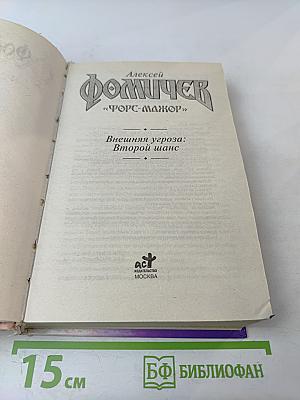 Алексей
ФОМИЧЕВ
«ФОРС-МАЖОР»
Внешняя угроза:
Второй шанс
аст
ИЗДАТЕЛЬСТВО
МОСКВА
15 см
БФ БИБЛИОФАН